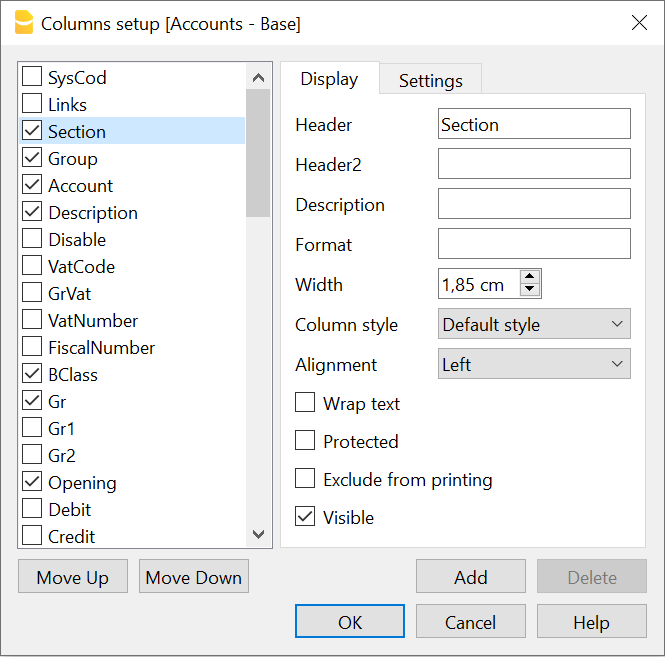 Columns setup [Accounts - Base]
SysCod
Links
Section
Group
Account
Description
Disable
VatCode
GrVat
VatNumber
FiscalNumber
BClass
Gr
Gr1
Gr2
Opening
Debit
Credit
Move Up Move Down
Display Settings
Header Section
Header2
Description
Format
Width 1,85 cm
Column style Default style
Alignment Left
Wrap text
Protected
Exclude from printing
Visible
Add Delete
OK Cancel Help